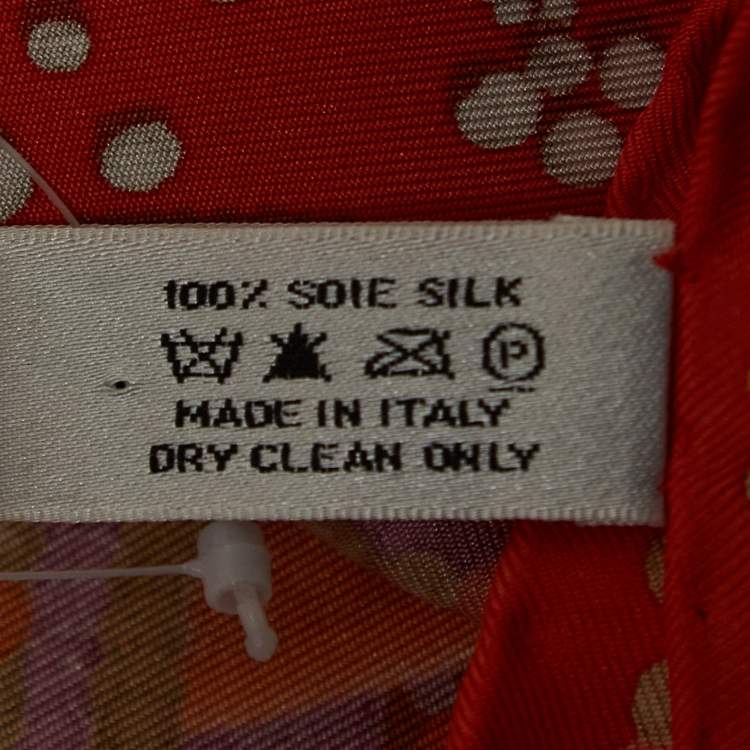 100% SOIE SILK
P
MADE IN ITALY
DRY CLEAN ONLY